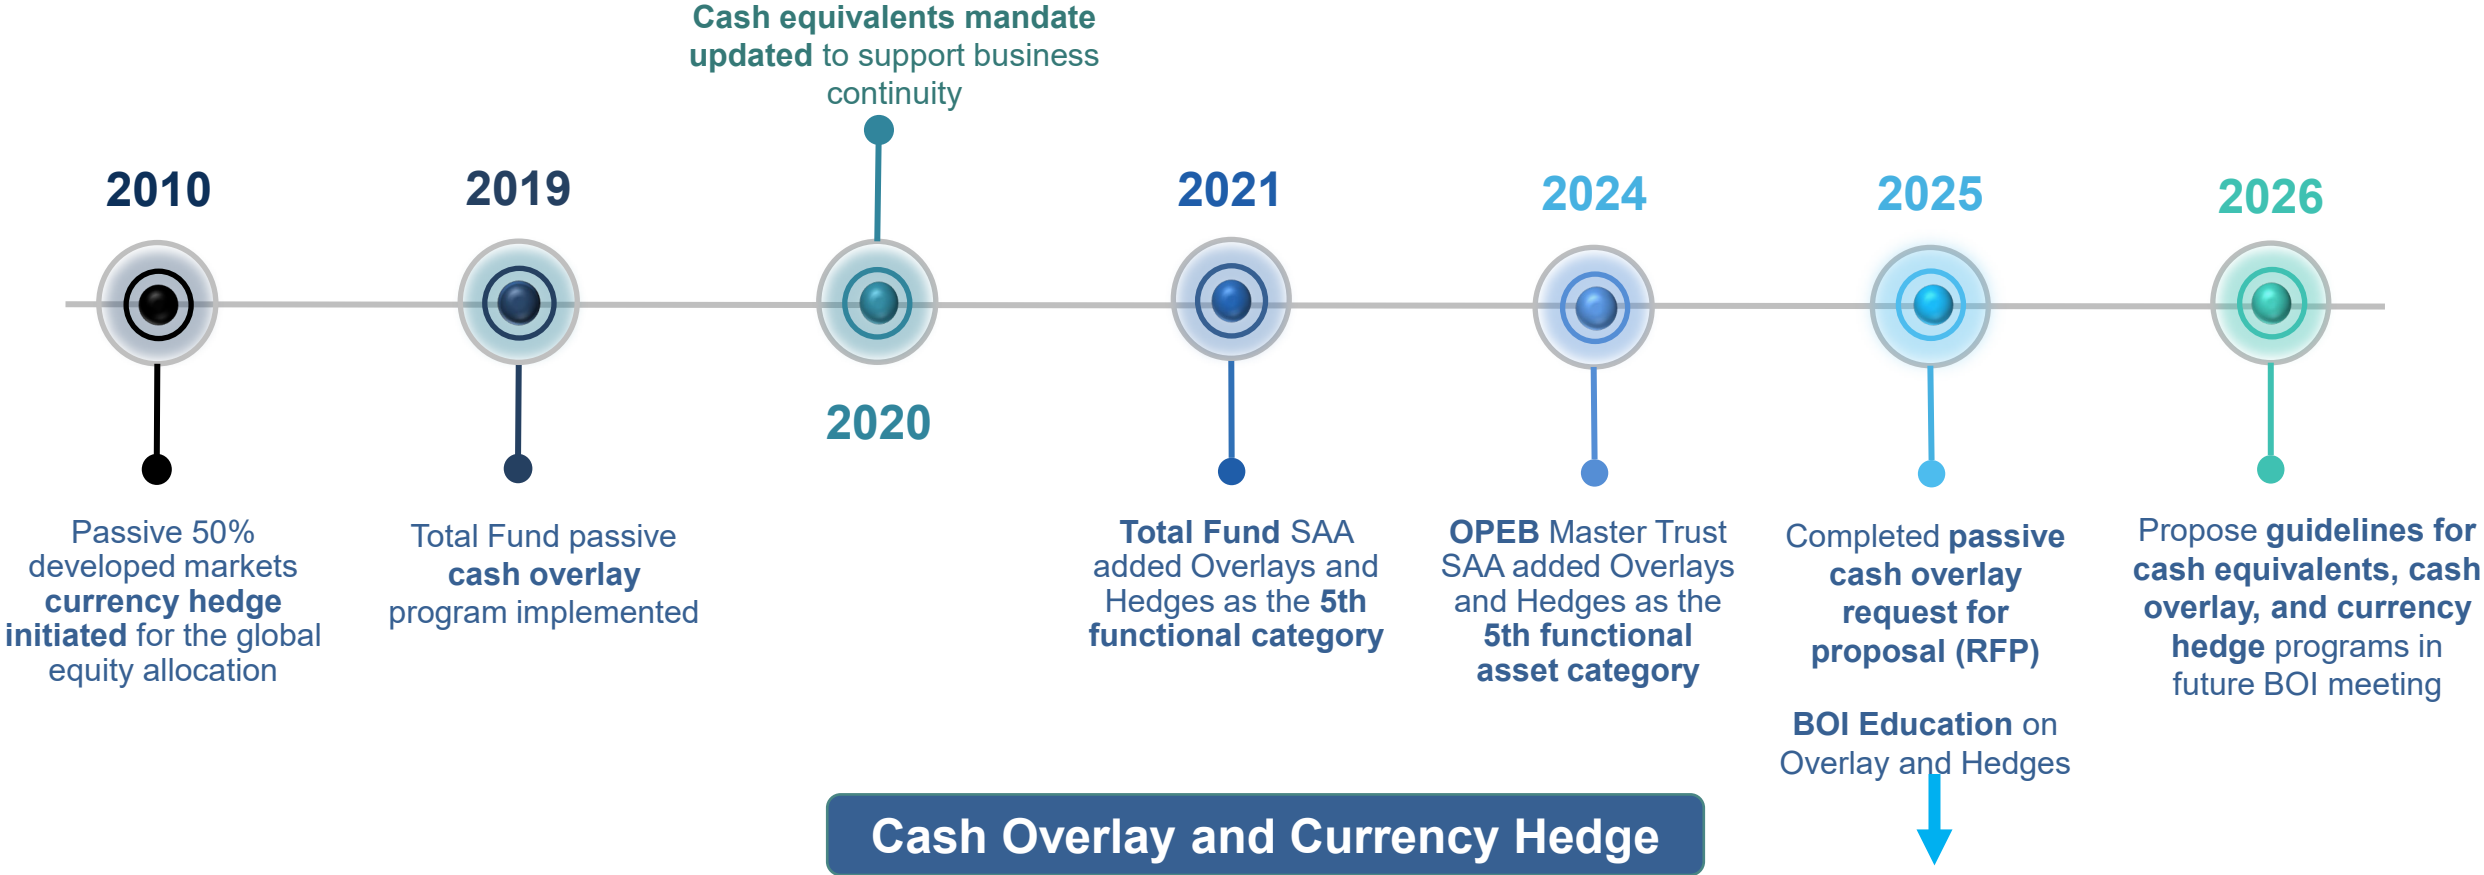 Cash equivalents mandate
updated to support business
continuity
2010
2019
2020
2021
2024
2025
2026
Passive 50%
developed markets
currency hedge
initiated for the global
equity allocation
Total Fund passive
cash overlay
program implemented
Total Fund SAA
added Overlays and
Hedges as the 5th
functional category
OPEB Master Trust
SAA added Overlays
and Hedges as the
5th functional
asset category
Completed passive
cash overlay
request for
proposal (RFP)
BOI Education on
Overlay and Hedges
Propose guidelines for
cash equivalents, cash
overlay, and currency
hedge programs in
future BOI meeting
Cash Overlay and Currency Hedge